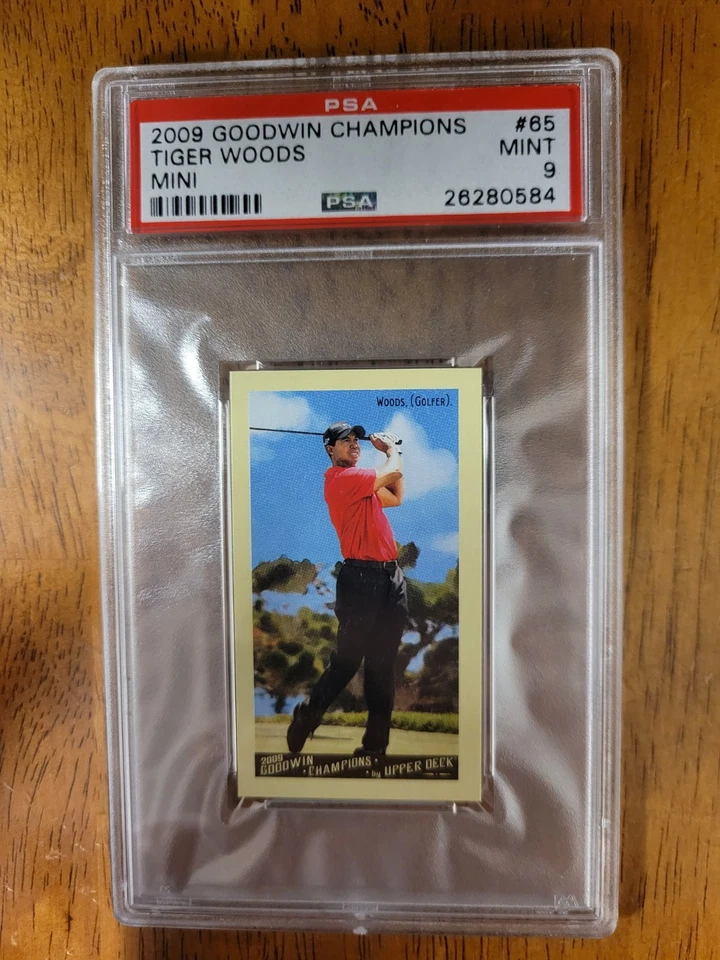 PSA
2009 GOODWIN CHAMPIONS #65
TIGER WOODS MINT
MINI 9
PSA 26280584
WOODS, (GOLFER).
2009
GOODWIN · CHAMPIONS · by UPPER DECK